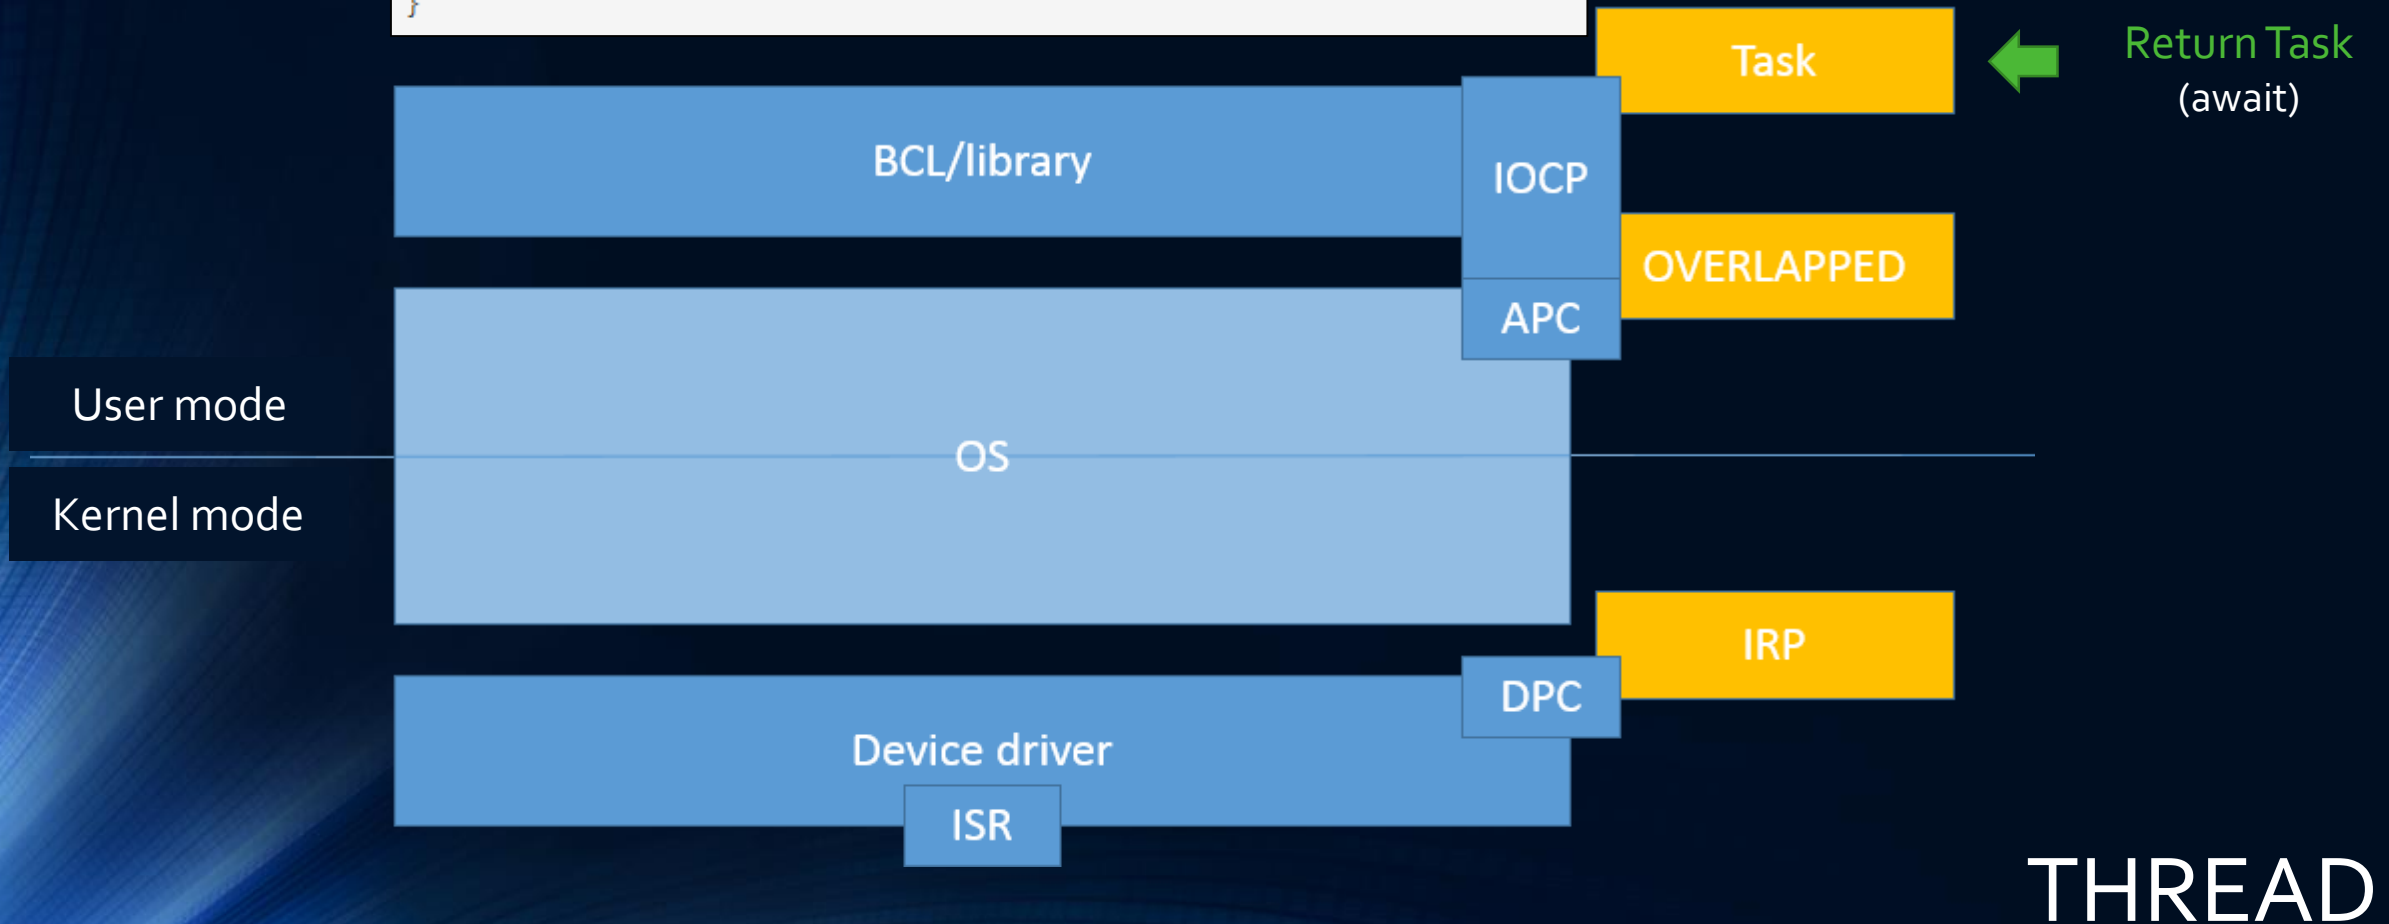 }
Task
Return Task
(await)
BCL/library
IOCP
OVERLAPPED
APC
User mode
OS
Kernel mode
IRP
DPC
Device driver
ISR
THREAD